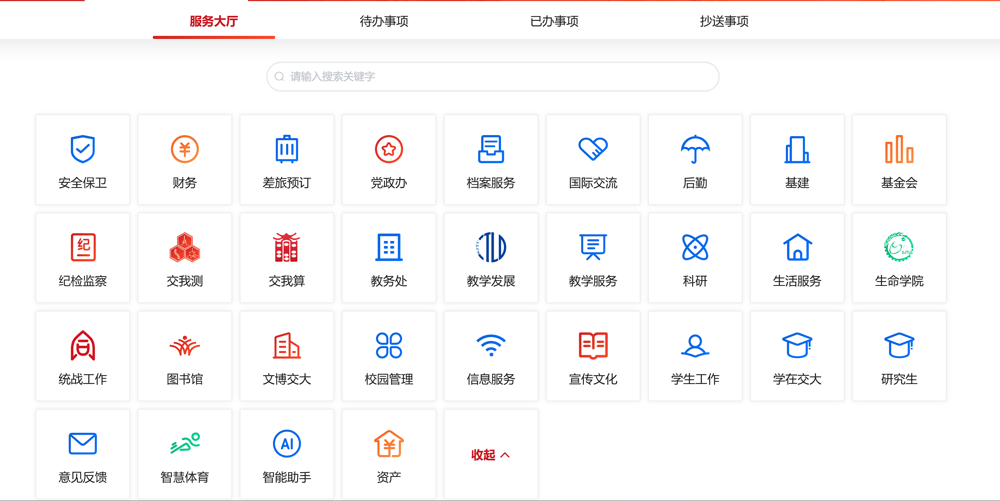 服务大厅 待办事项 已办事项 抄送事项
请输入搜索关键字
安全保卫 财务 差旅预订 党政办 档案服务 国际交流 后勤 基建 基金会
纪
SJTU TLD
SJTU
纪检监察 交我测 交我算 教务处 教学发展 教学服务 科研 生活服务 生命学院
统战工作 图书馆 文博交大 校园管理 信息服务 宣传文化 学生工作 学在交大 研究生
AI
收起
意见反馈 智慧体育 智能助手 资产